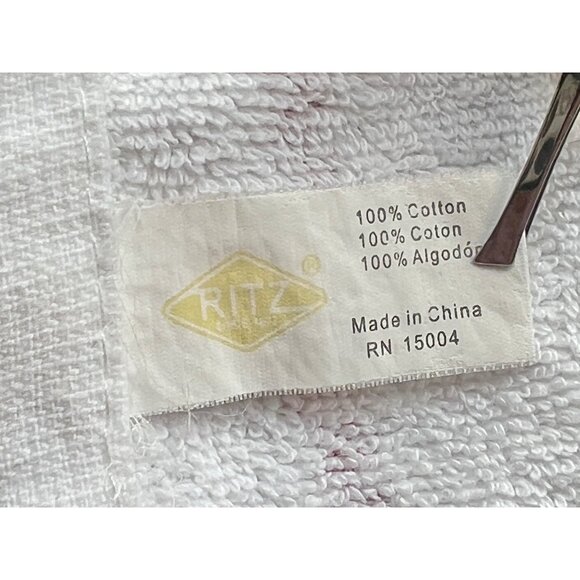 RITZ
®
100% Cotton
100% Coton
100% Algodón
Made in China
RN 15004